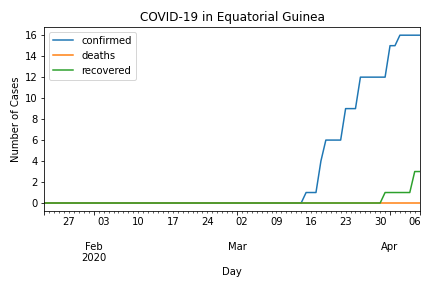 COVID-19 in Equatorial Guinea
confirmed
deaths
recovered
Number of Cases
16
14
12
10
8
6
4
2
0
27 03 10 17 24 02 09 16 23 30 06
Feb Mar Apr
2020
Day